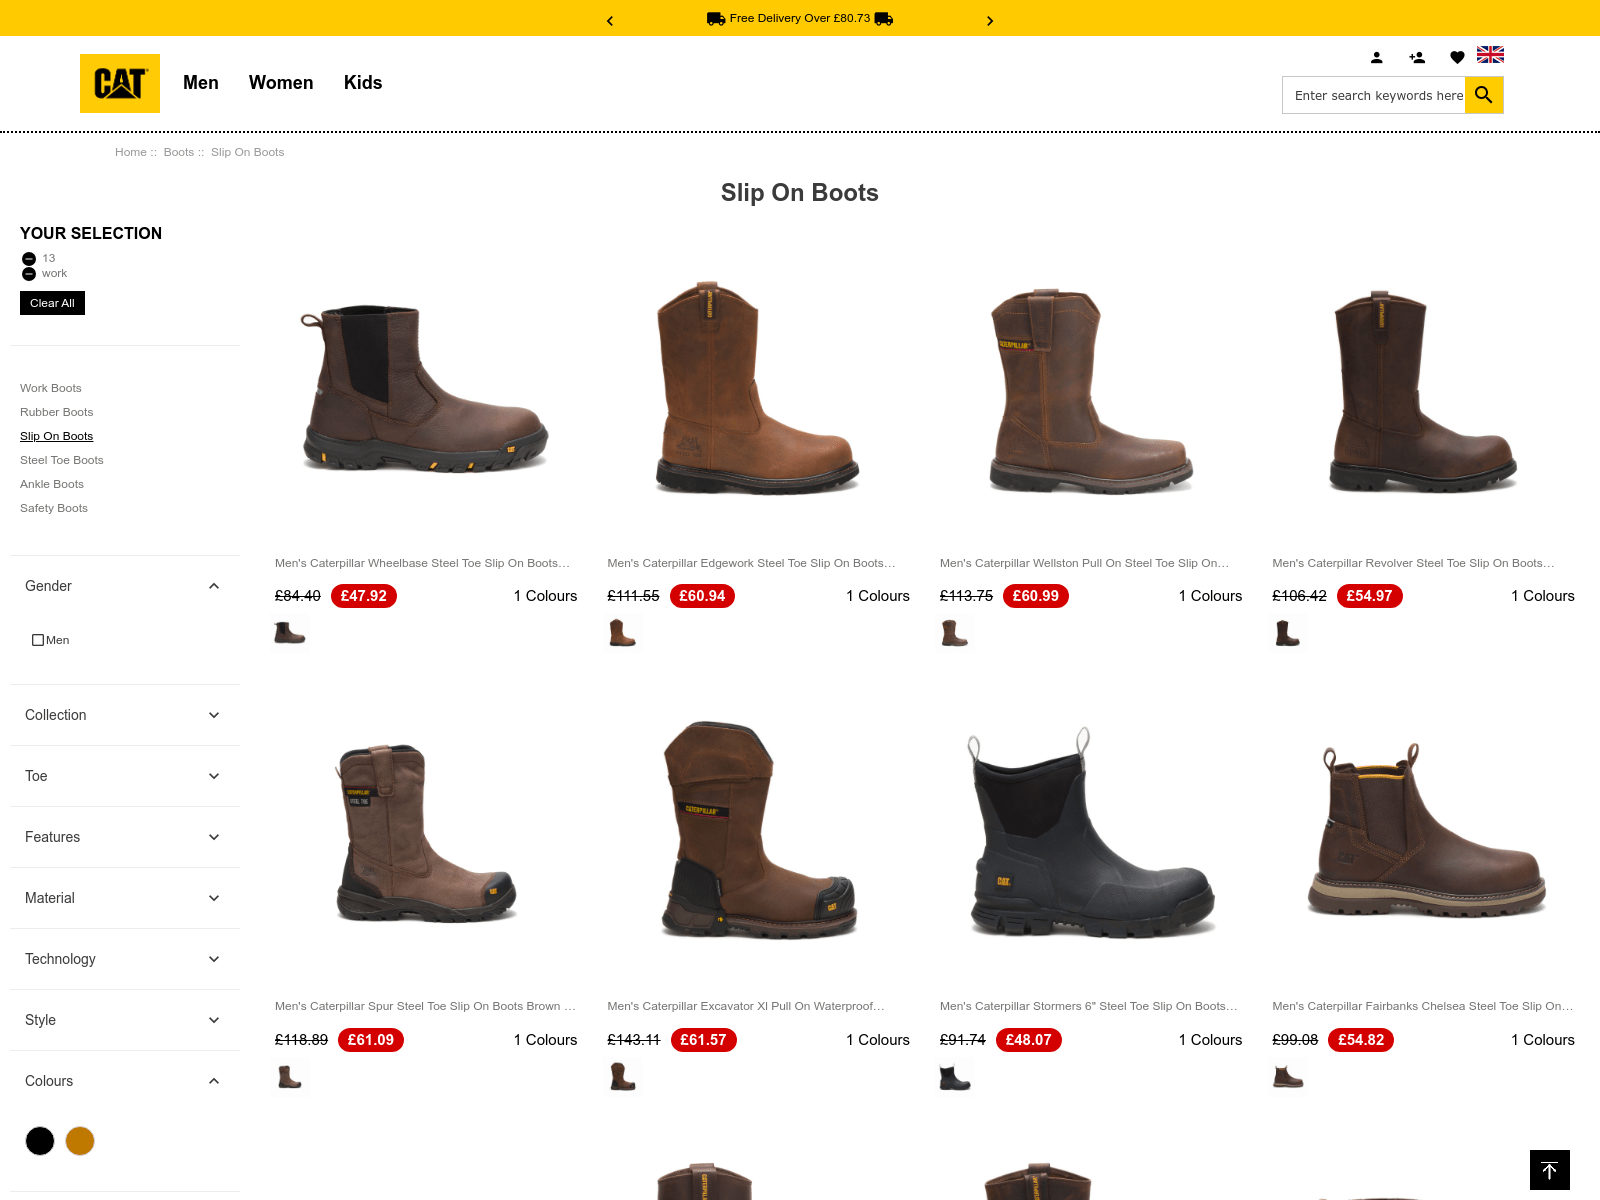 Free Delivery Over £80.73
CAT
Men
Women
Kids
Enter search keywords here
Home ::  Boots ::  Slip On Boots
Slip On Boots
YOUR SELECTION
13
work
Clear All
Work Boots
Rubber Boots
Slip On Boots
Steel Toe Boots
Ankle Boots
Safety Boots
Gender
Men
Collection
Toe
Features
Material
Technology
Style
Colours
Men's Caterpillar Wheelbase Steel Toe Slip On Boots…
£84.40 £47.92 1 Colours
Men's Caterpillar Edgework Steel Toe Slip On Boots…
£111.55 £60.94 1 Colours
Men's Caterpillar Wellston Pull On Steel Toe Slip On…
£113.75 £60.99 1 Colours
Men's Caterpillar Revolver Steel Toe Slip On Boots…
£106.42 £54.97 1 Colours
Men's Caterpillar Spur Steel Toe Slip On Boots Brown …
£118.89 £61.09 1 Colours
Men's Caterpillar Excavator Xl Pull On Waterproof…
£143.11 £61.57 1 Colours
Men's Caterpillar Stormers 6" Steel Toe Slip On Boots…
£91.74 £48.07 1 Colours
Men's Caterpillar Fairbanks Chelsea Steel Toe Slip On…
£99.08 £54.82 1 Colours